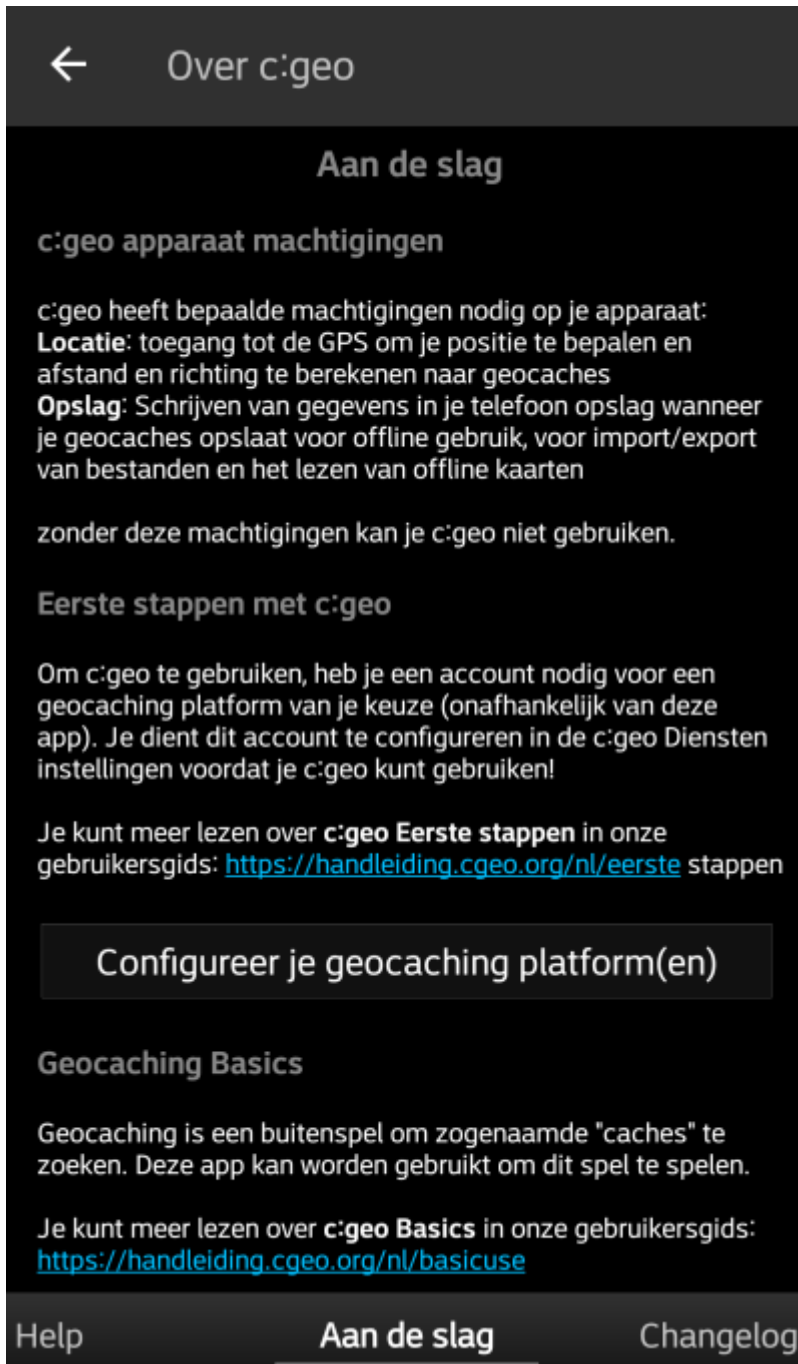 Over c:geo
Aan de slag
c:geo apparaat machtigingen
c:geo heeft bepaalde machtigingen nodig op je apparaat:
Locatie: toegang tot de GPS om je positie te bepalen en
afstand en richting te berekenen naar geocaches
Opslag: Schrijven van gegevens in je telefoon opslag wanneer
je geocaches opslaat voor offline gebruik, voor import/export
van bestanden en het lezen van offline kaarten
zonder deze machtigingen kan je c:geo niet gebruiken.
Eerste stappen met c:geo
Om c:geo te gebruiken, heb je een account nodig voor een
geocaching platform van je keuze (onafhankelijk van deze
app). Je dient dit account te configureren in de c:geo Diensten
instellingen voordat je c:geo kunt gebruiken!
Je kunt meer lezen over c:geo Eerste stappen in onze
gebruikersgids: https://handleiding.cgeo.org/nl/eerste stappen
Configureer je geocaching platform(en)
Geocaching Basics
Geocaching is een buitenspel om zogenaamde "caches" te
zoeken. Deze app kan worden gebruikt om dit spel te spelen.
Je kunt meer lezen over c:geo Basics in onze gebruikersgids:
https://handleiding.cgeo.org/nl/basicuse
Help Aan de slag Changelog